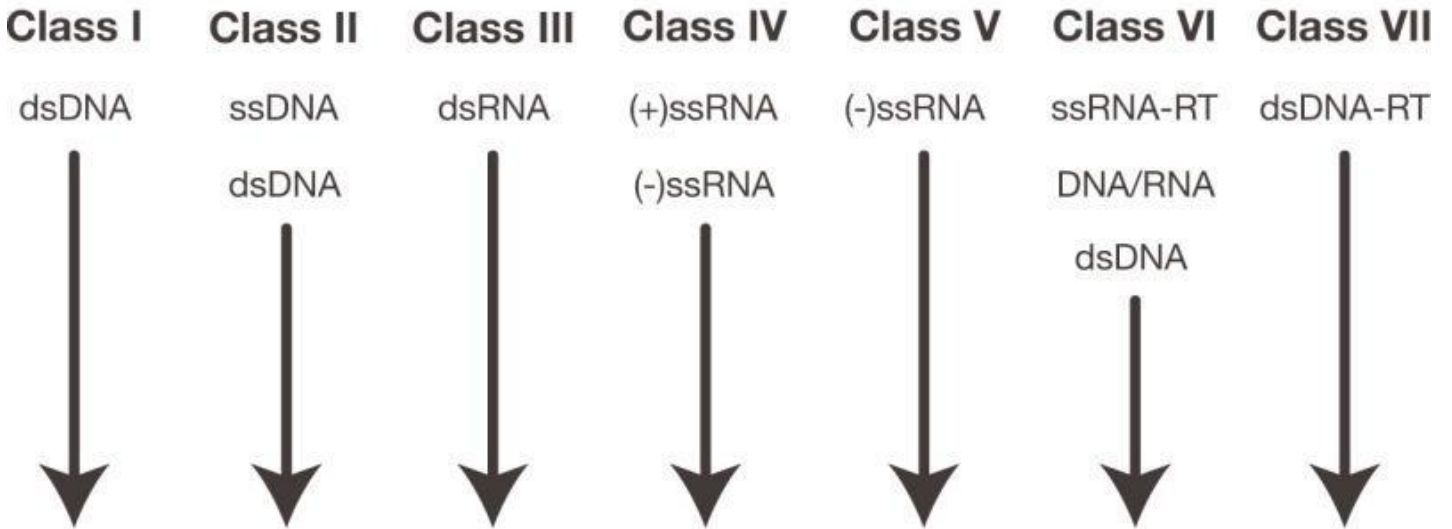 Class I Class II Class III Class IV Class V Class VI Class VII
dsDNA ssDNA dsRNA (+)ssRNA (-)ssRNA ssRNA-RT dsDNA-RT
dsDNA (-)ssRNA DNA/RNA
dsDNA